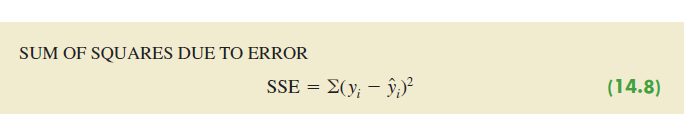 SUM OF SQUARES DUE TO ERROR
SSE = Σ(yᵢ − ŷᵢ)² (14.8)